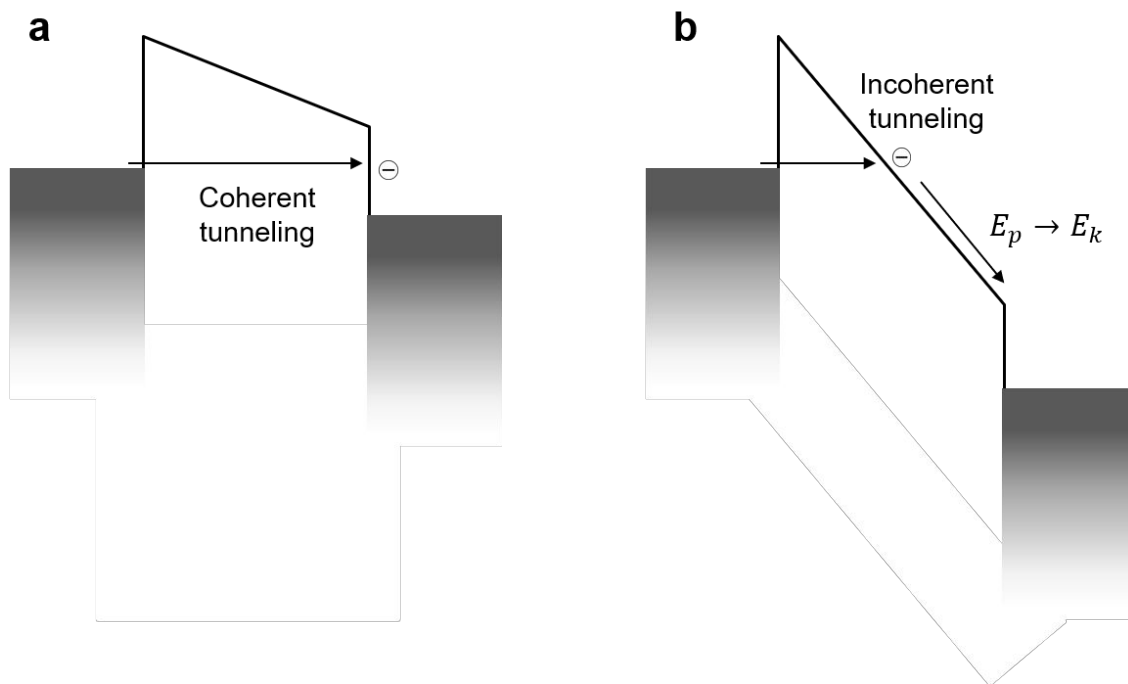 a
Coherent
tunneling
b
Incoherent
tunneling
E_p → E_k